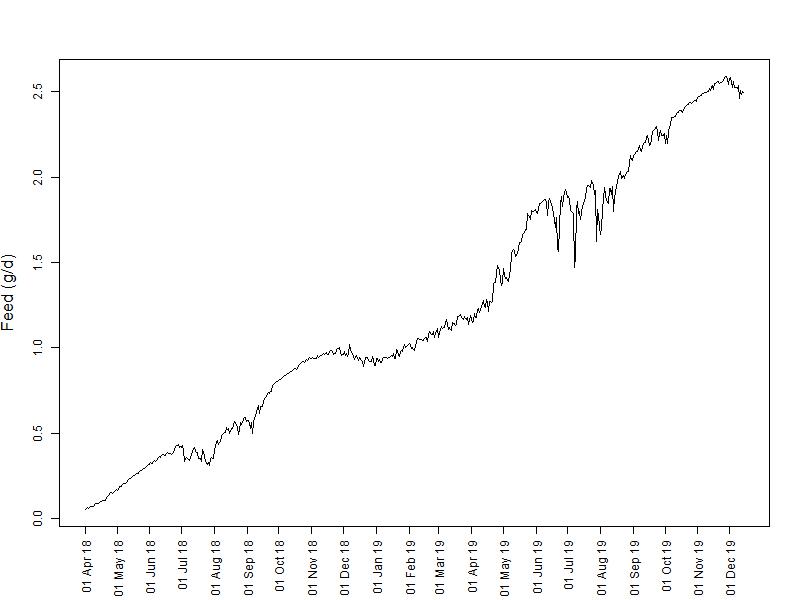 Feed (g/d)
2.5
2.0
1.5
1.0
0.5
0.0
01 Apr 18
01 May 18
01 Jun 18
01 Jul 18
01 Aug 18
01 Sep 18
01 Oct 18
01 Nov 18
01 Dec 18
01 Jan 19
01 Feb 19
01 Mar 19
01 Apr 19
01 May 19
01 Jun 19
01 Jul 19
01 Aug 19
01 Sep 19
01 Oct 19
01 Nov 19
01 Dec 19